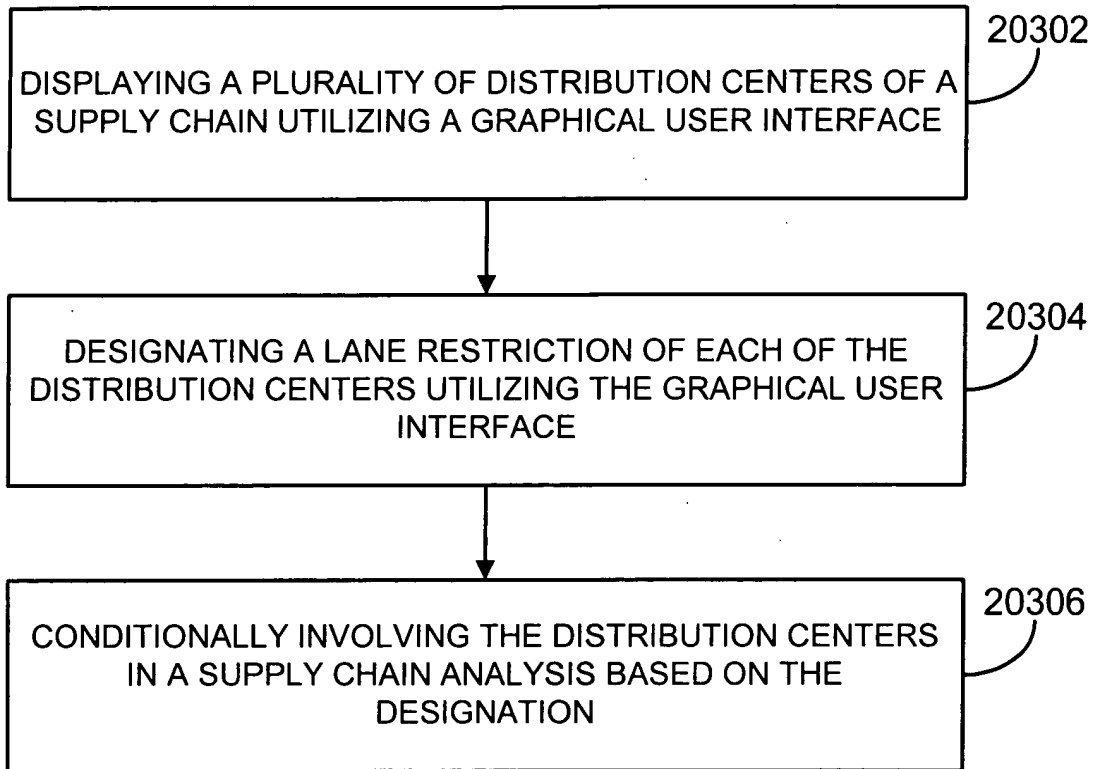 20302
DISPLAYING A PLURALITY OF DISTRIBUTION CENTERS OF A
SUPPLY CHAIN UTILIZING A GRAPHICAL USER INTERFACE
20304
DESIGNATING A LANE RESTRICTION OF EACH OF THE
DISTRIBUTION CENTERS UTILIZING THE GRAPHICAL USER
INTERFACE
20306
CONDITIONALLY INVOLVING THE DISTRIBUTION CENTERS
IN A SUPPLY CHAIN ANALYSIS BASED ON THE
DESIGNATION